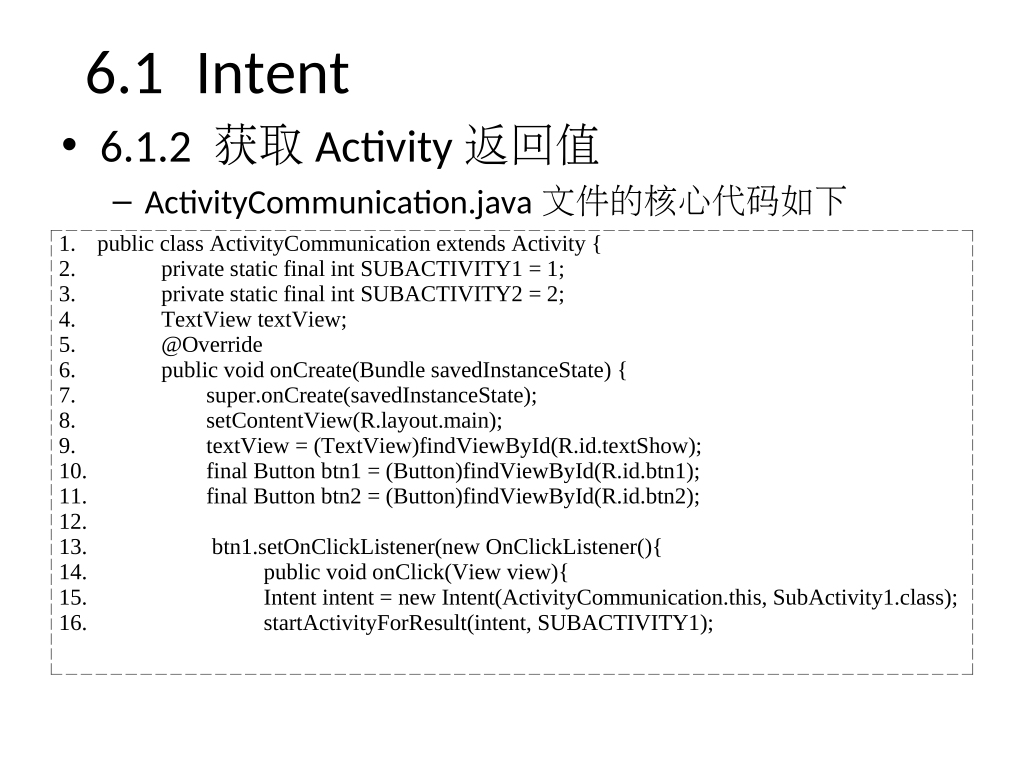 6.1 Intent
• 6.1.2 获取 Activity 返回值
– ActivityCommunication.java 文件的核心代码如下
1. public class ActivityCommunication extends Activity {
2. private static final int SUBACTIVITY1 = 1;
3. private static final int SUBACTIVITY2 = 2;
4. TextView textView;
5. @Override
6. public void onCreate(Bundle savedInstanceState) {
7. super.onCreate(savedInstanceState);
8. setContentView(R.layout.main);
9. textView = (TextView)findViewById(R.id.textShow);
10. final Button btn1 = (Button)findViewById(R.id.btn1);
11. final Button btn2 = (Button)findViewById(R.id.btn2);
12.
13. btn1.setOnClickListener(new OnClickListener(){
14. public void onClick(View view){
15. Intent intent = new Intent(ActivityCommunication.this, SubActivity1.class);
16. startActivityForResult(intent, SUBACTIVITY1);